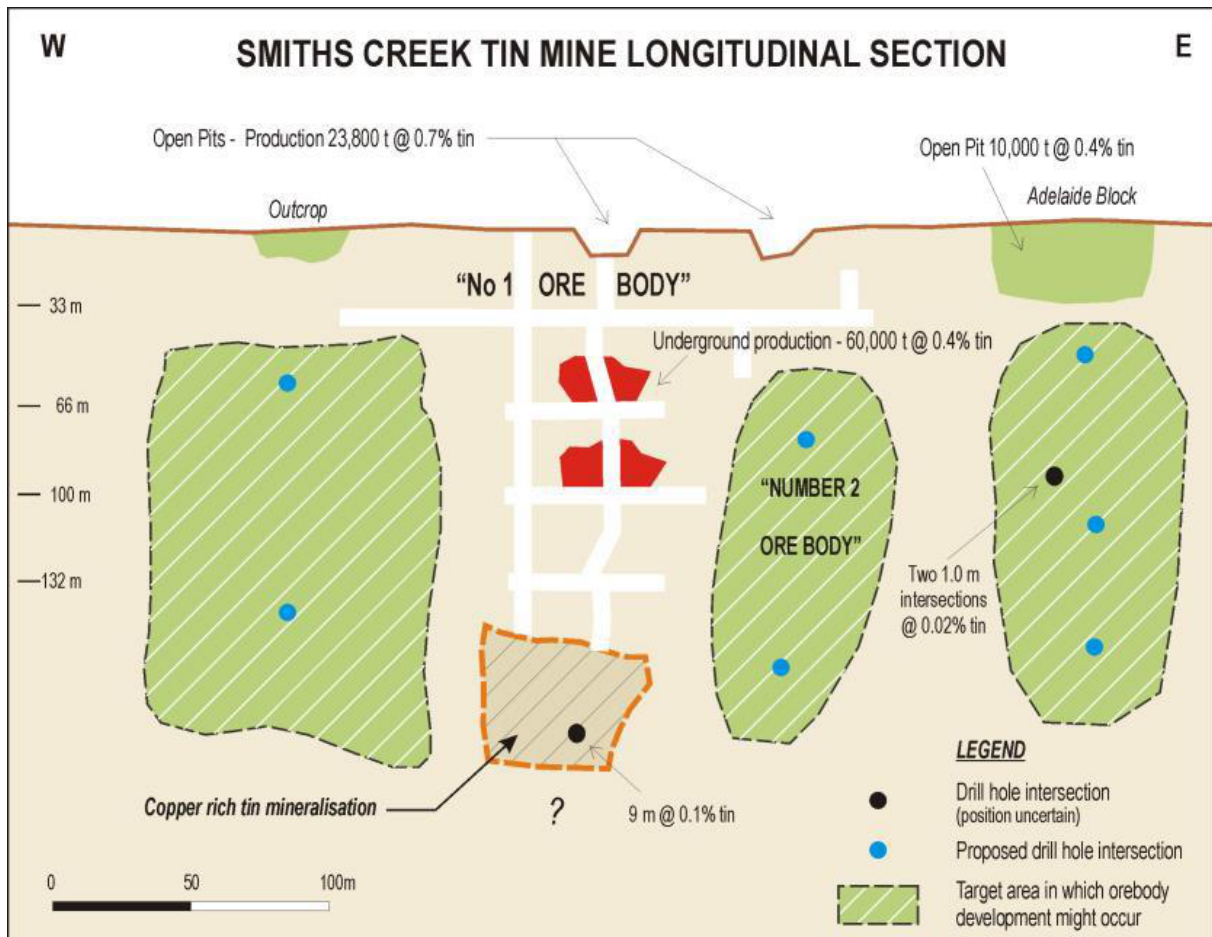 W
SMITHS CREEK TIN MINE LONGITUDINAL SECTION
E
Open Pits - Production 23,800 t @ 0.7% tin
Open Pit 10,000 t @ 0.4% tin
Outcrop
Adelaide Block
"No 1 ORE BODY"
33 m
Underground production - 60,000 t @ 0.4% tin
66 m
100 m
"NUMBER 2
ORE BODY"
132 m
Two 1.0 m
intersections
@ 0.02% tin
Copper rich tin mineralisation
?
9 m @ 0.1% tin
LEGEND
Drill hole intersection
(position uncertain)
Proposed drill hole intersection
Target area in which orebody
development might occur
0 50 100m